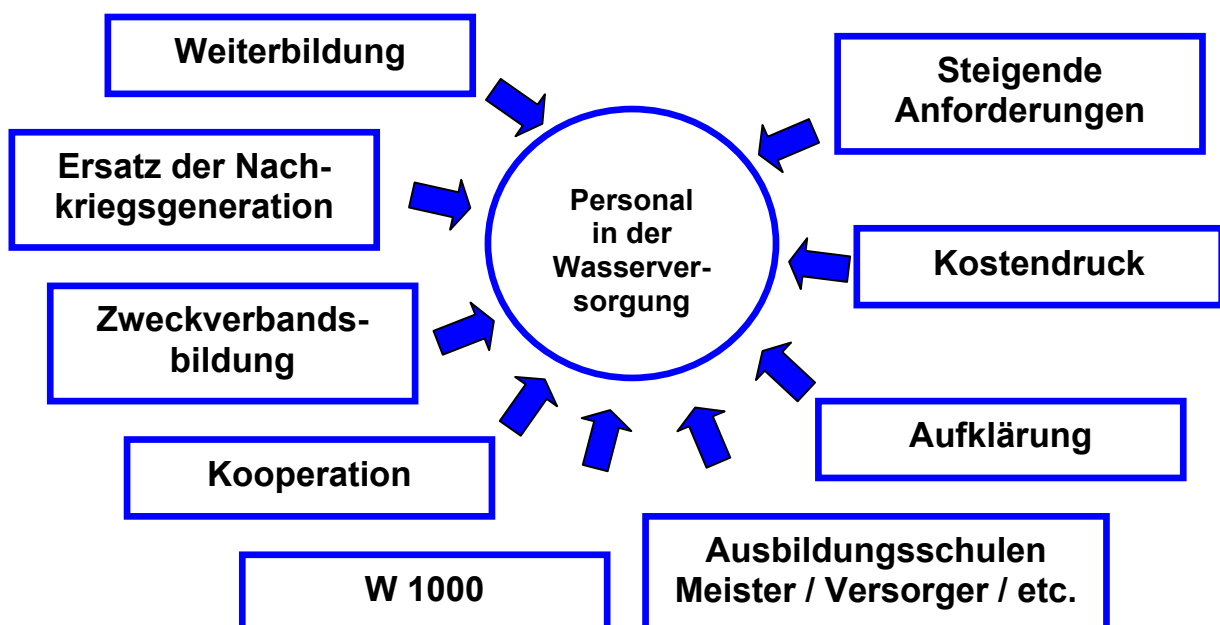 Weiterbildung
Steigende
Anforderungen
Ersatz der Nach-
kriegsgeneration
Personal
in der
Wasserver-
sorgung
Kostendruck
Zweckverbands-
bildung
Aufklärung
Kooperation
Ausbildungsschulen
Meister / Versorger / etc.
W 1000